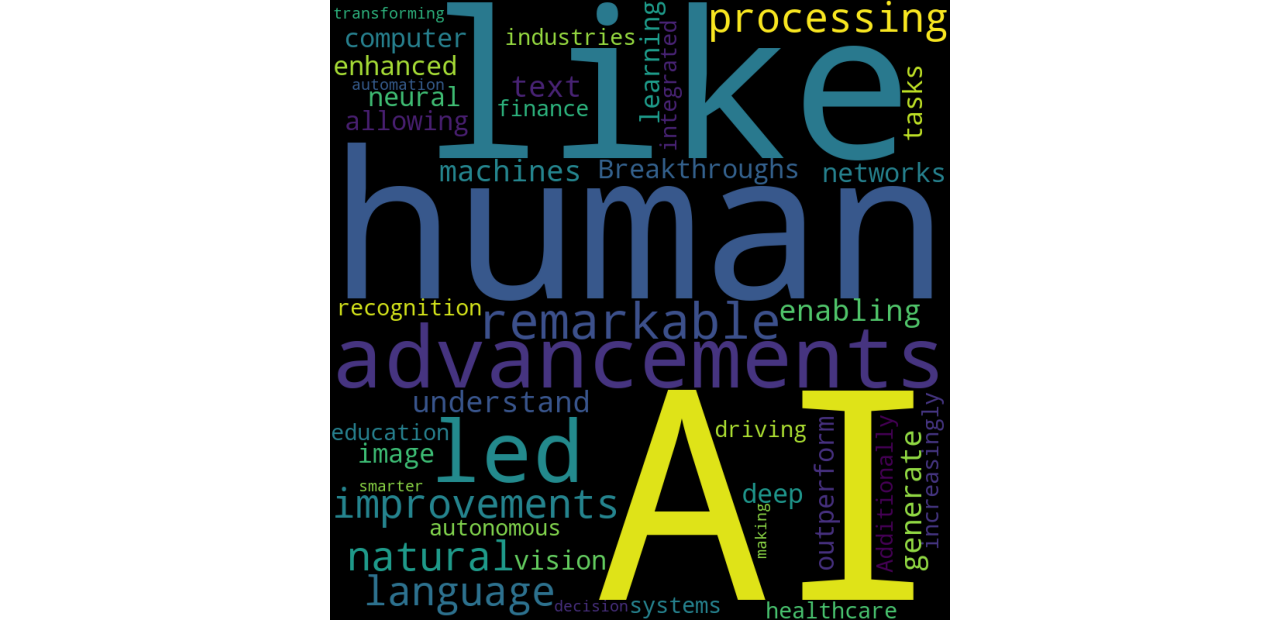 transforming
like
processing
computer
industries
learning
integrated
enhanced
automation
text
tasks
neural
finance
allowing
machines
Breakthroughs
networks
human
recognition
remarkable
enabling
advancements
understand
AI
increasingly
education
led
driving
outperform
Additionally
generate
image
smarter
deep
improvements
making
autonomous
natural
vision
language
decision
systems
healthcare